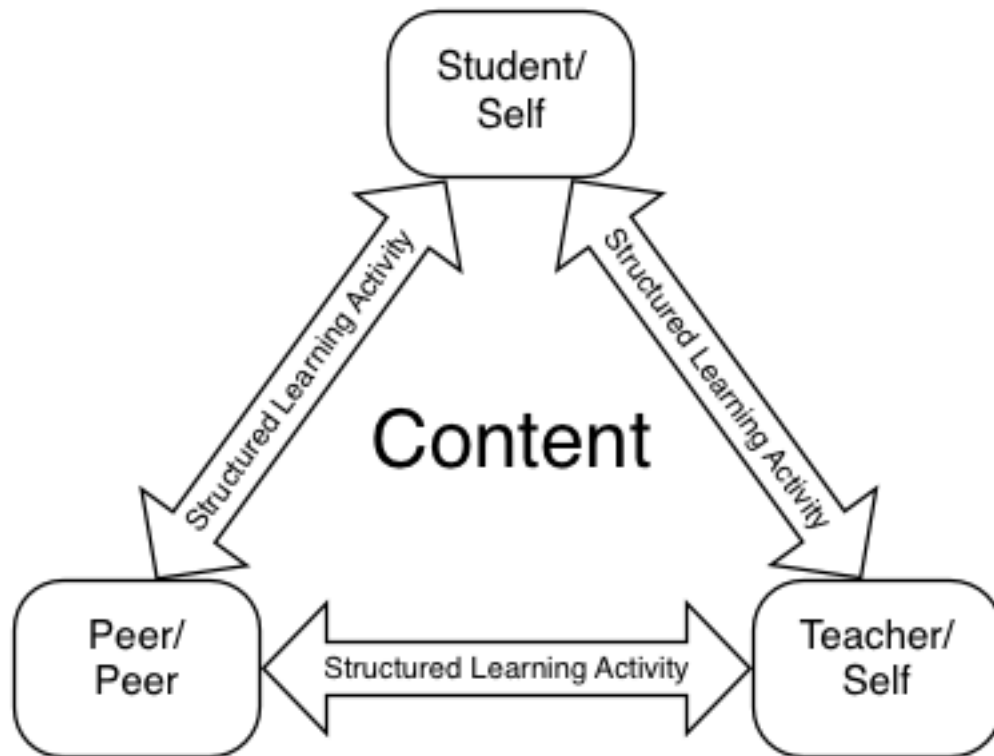 Student/
Self
Structured Learning Activity
Structured Learning Activity
Content
Peer/
Peer
Structured Learning Activity
Teacher/
Self